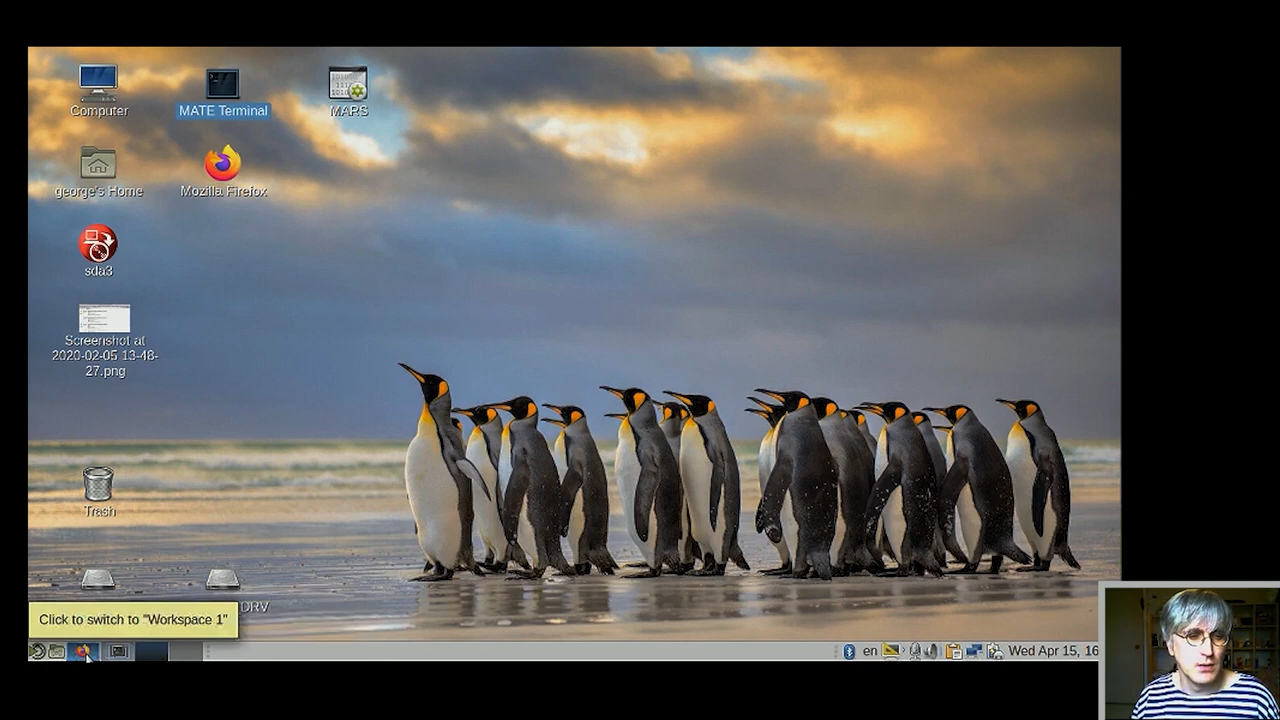 Computer
MATE Terminal
MARS
george's Home
Mozilla Firefox
sda3
Screenshot at
2020-02-05 13-48-
27.png
Trash
DRV
Click to switch to "Workspace 1"
en
Wed Apr 15, 16